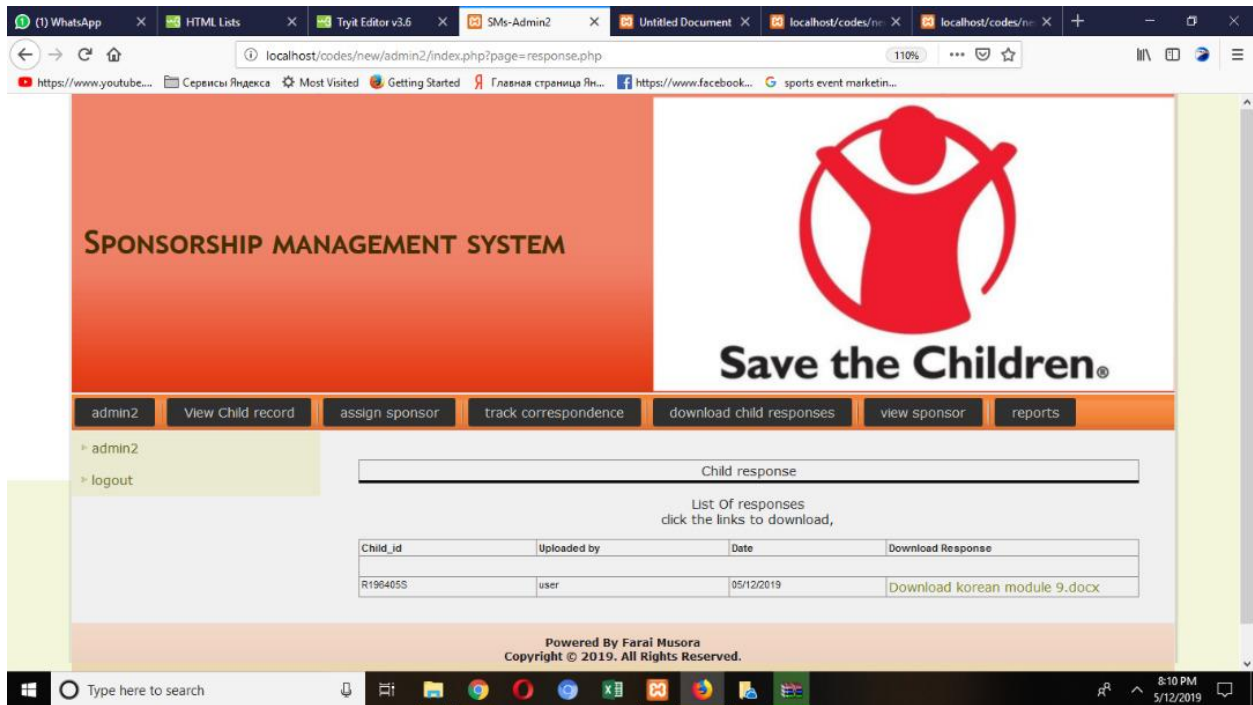 (1) WhatsApp
HTML Lists
Tryit Editor v3.6
SMs-Admin2
Untitled Document
localhost/codes/ne
localhost/codes/ne
localhost/codes/new/admin2/index.php?page=response.php
110%
https://www.youtube....
Сервисы Яндекса
Most Visited
Getting Started
Главная страница Ян...
https://www.facebook...
sports event marketin...
SPONSORSHIP MANAGEMENT SYSTEM
Save the Children®
admin2
View Child record
assign sponsor
track correspondence
download child responses
view sponsor
reports
admin2
logout
Child response
List Of responses
click the links to download,
Child_id Uploaded by Date Download Response
R196405S user 05/12/2019 Download korean module 9.docx
Powered By Farai Musora
Copyright © 2019. All Rights Reserved.
Type here to search
8:10 PM
5/12/2019